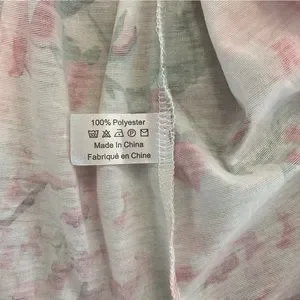 100% Polyester
Made In China
Fabriqué en Chine